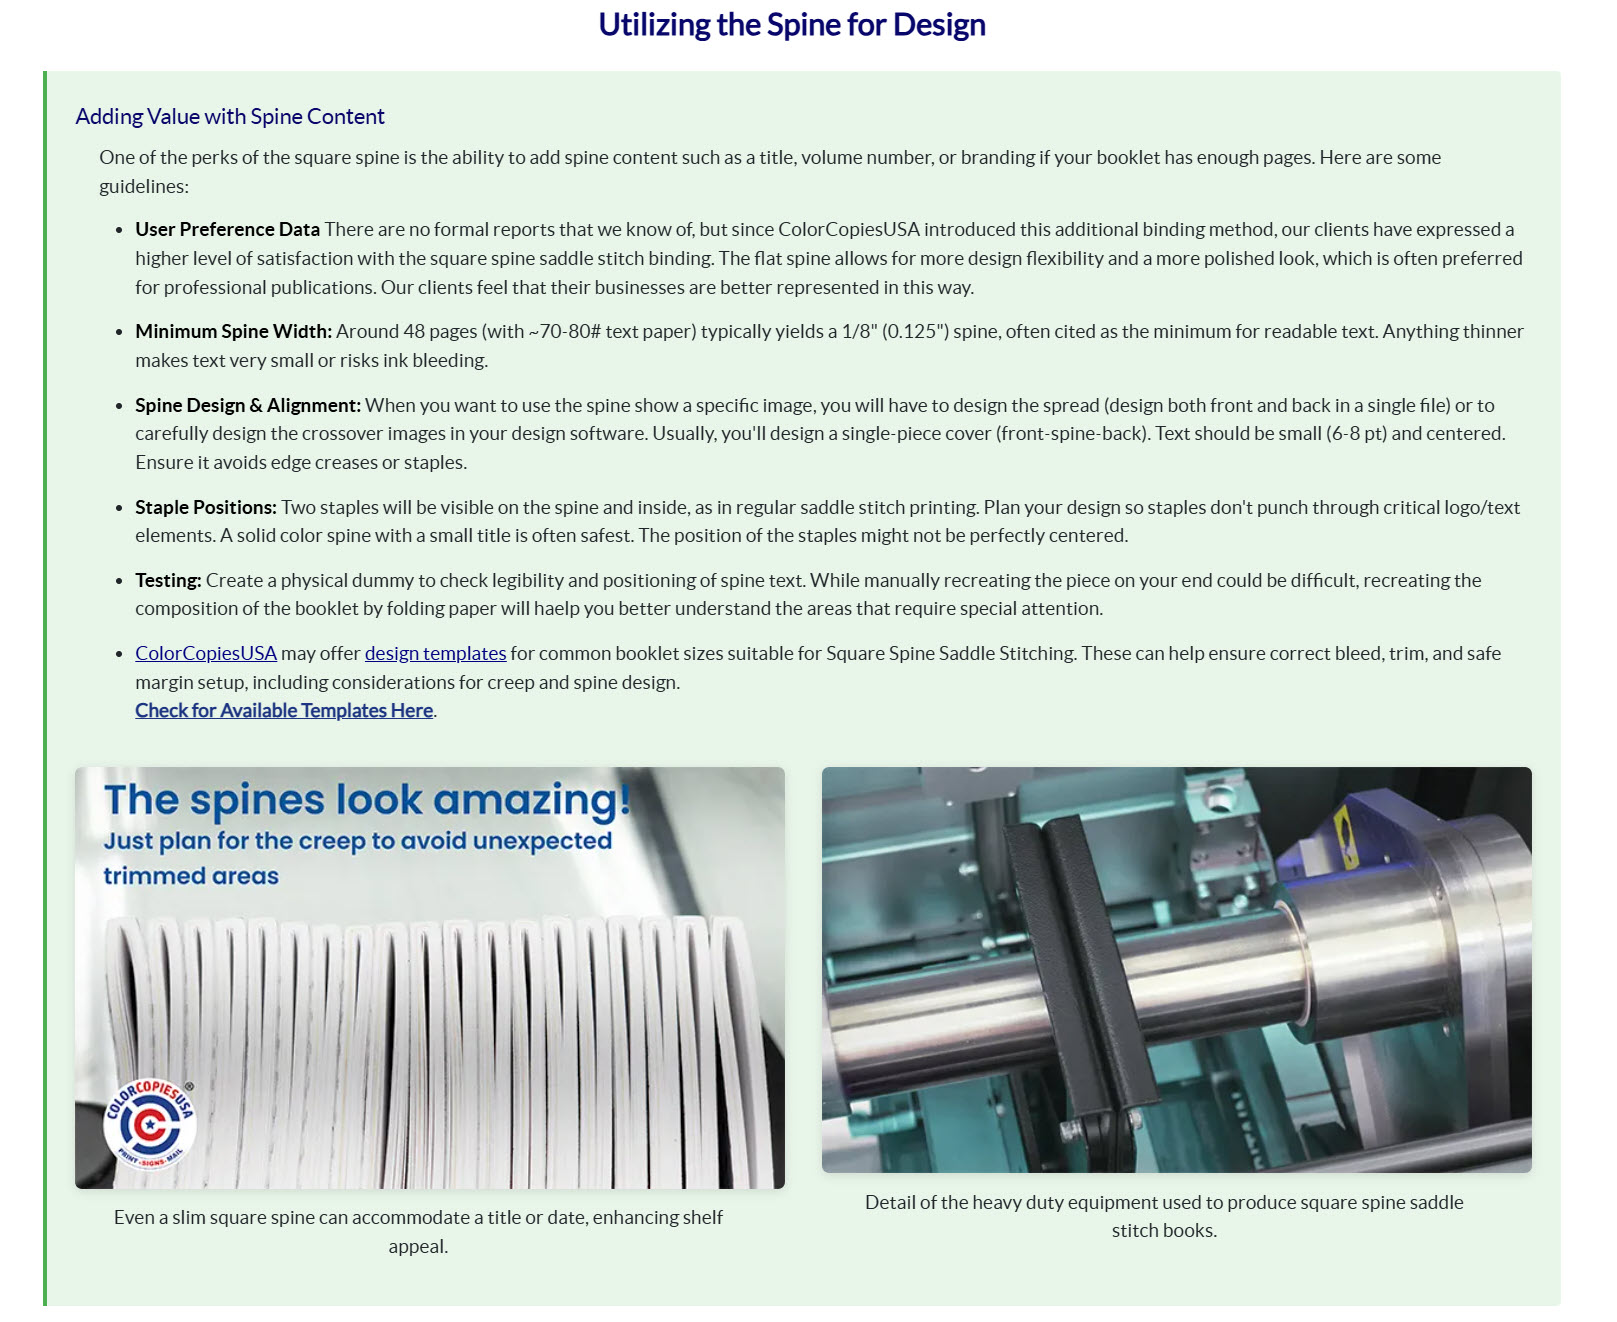 Utilizing the Spine for Design
Adding Value with Spine Content
One of the perks of the square spine is the ability to add spine content such as a title, volume number, or branding if your booklet has enough pages. Here are some
guidelines:
• User Preference Data There are no formal reports that we know of, but since ColorCopiesUSA introduced this additional binding method, our clients have expressed a
higher level of satisfaction with the square spine saddle stitch binding. The flat spine allows for more design flexibility and a more polished look, which is often preferred
for professional publications. Our clients feel that their businesses are better represented in this way.
• Minimum Spine Width: Around 48 pages (with ~70-80# text paper) typically yields a 1/8" (0.125") spine, often cited as the minimum for readable text. Anything thinner
makes text very small or risks ink bleeding.
• Spine Design & Alignment: When you want to use the spine show a specific image, you will have to design the spread (design both front and back in a single file) or to
carefully design the crossover images in your design software. Usually, you'll design a single-piece cover (front-spine-back). Text should be small (6-8 pt) and centered.
Ensure it avoids edge creases or staples.
• Staple Positions: Two staples will be visible on the spine and inside, as in regular saddle stitch printing. Plan your design so staples don't punch through critical logo/text
elements. A solid color spine with a small title is often safest. The position of the staples might not be perfectly centered.
• Testing: Create a physical dummy to check legibility and positioning of spine text. While manually recreating the piece on your end could be difficult, recreating the
composition of the booklet by folding paper will haelp you better understand the areas that require special attention.
• ColorCopiesUSA may offer design templates for common booklet sizes suitable for Square Spine Saddle Stitching. These can help ensure correct bleed, trim, and safe
margin setup, including considerations for creep and spine design.
Check for Available Templates Here.
The spines look amazing!
Just plan for the creep to avoid unexpected
trimmed areas
COLORCOPIESUSA ®
PRINT • SIGNS • MAIL
Even a slim square spine can accommodate a title or date, enhancing shelf
appeal.
Detail of the heavy duty equipment used to produce square spine saddle
stitch books.